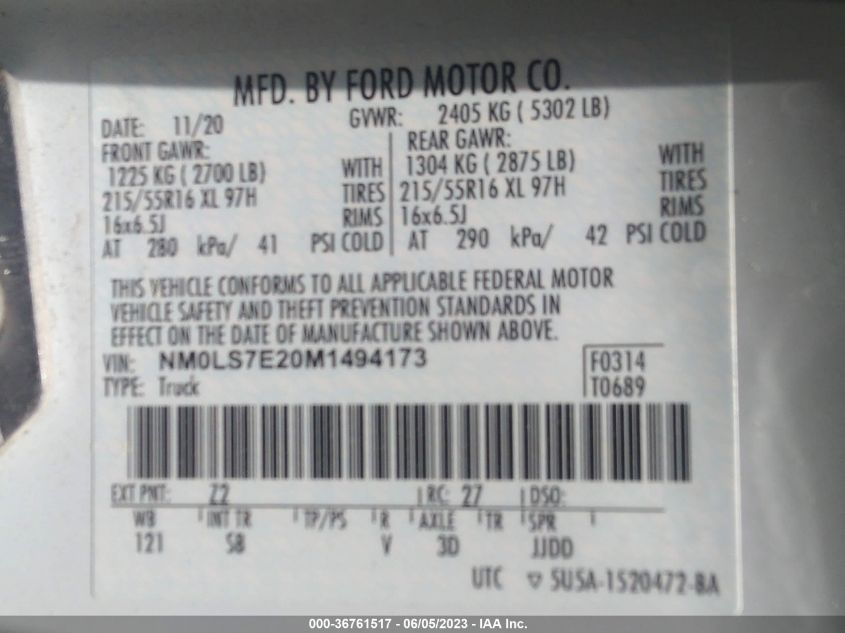 MFD. BY FORD MOTOR CO.
DATE: 11/20 GVWR: 2405 KG ( 5302 LB)
FRONT GAWR: REAR GAWR:
1225 KG ( 2700 LB) WITH 1304 KG ( 2875 LB) WITH
215/55R16 XL 97H TIRES 215/55R16 XL 97H TIRES
16x6.5J RIMS 16x6.5J RIMS
AT 280 kPa/ 41 PSI COLD AT 290 kPa/ 42 PSI COLD
THIS VEHICLE CONFORMS TO ALL APPLICABLE FEDERAL MOTOR
VEHICLE SAFETY AND THEFT PREVENTION STANDARDS IN
EFFECT ON THE DATE OF MANUFACTURE SHOWN ABOVE.
VIN: NM0LS7E20M1494173 F0314
TYPE: Truck T0689
EXT PNT: Z2 RC: 27 DSO:
WB INT TR TP/PS R AXLE TR SPR
121 S8 V 3D JJDD
UTC 5U5A-1520472-BA
000-36761517 - 06/05/2023 - IAA Inc.